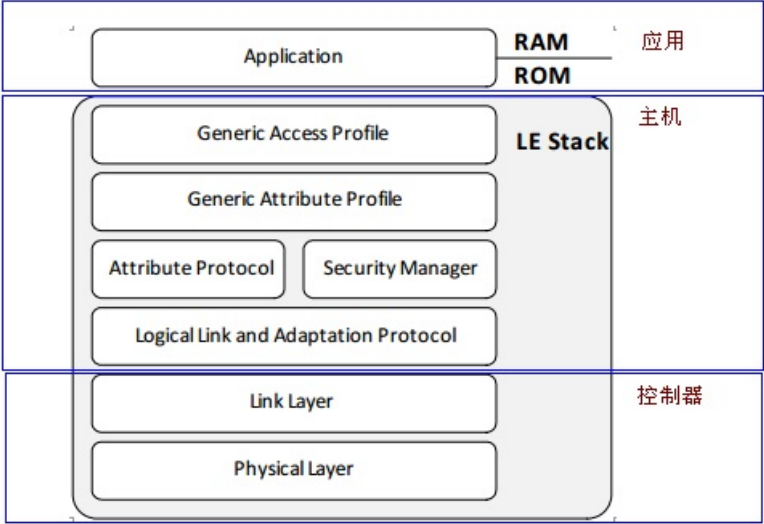 Application
RAM
ROM
应用
Generic Access Profile
LE Stack
主机
Generic Attribute Profile
Attribute Protocol
Security Manager
Logical Link and Adaptation Protocol
Link Layer
控制器
Physical Layer